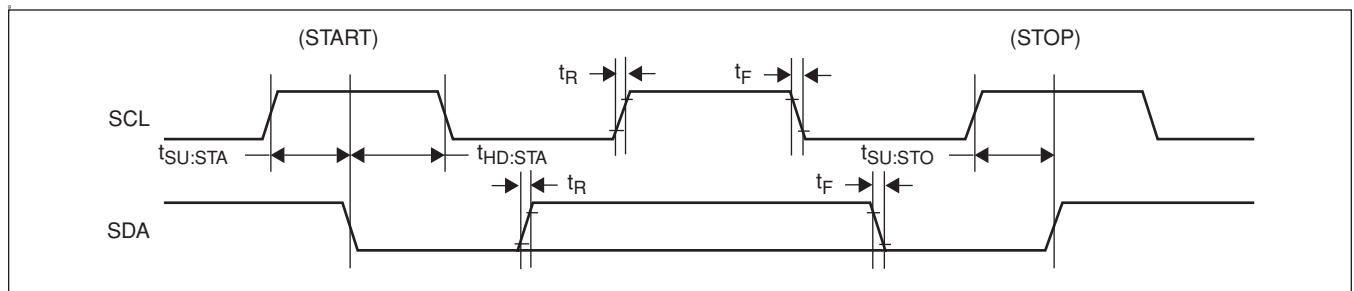 (START) (STOP)
tR tF
SCL
tSU:STA tHD:STA tSU:STO
tR tF
SDA